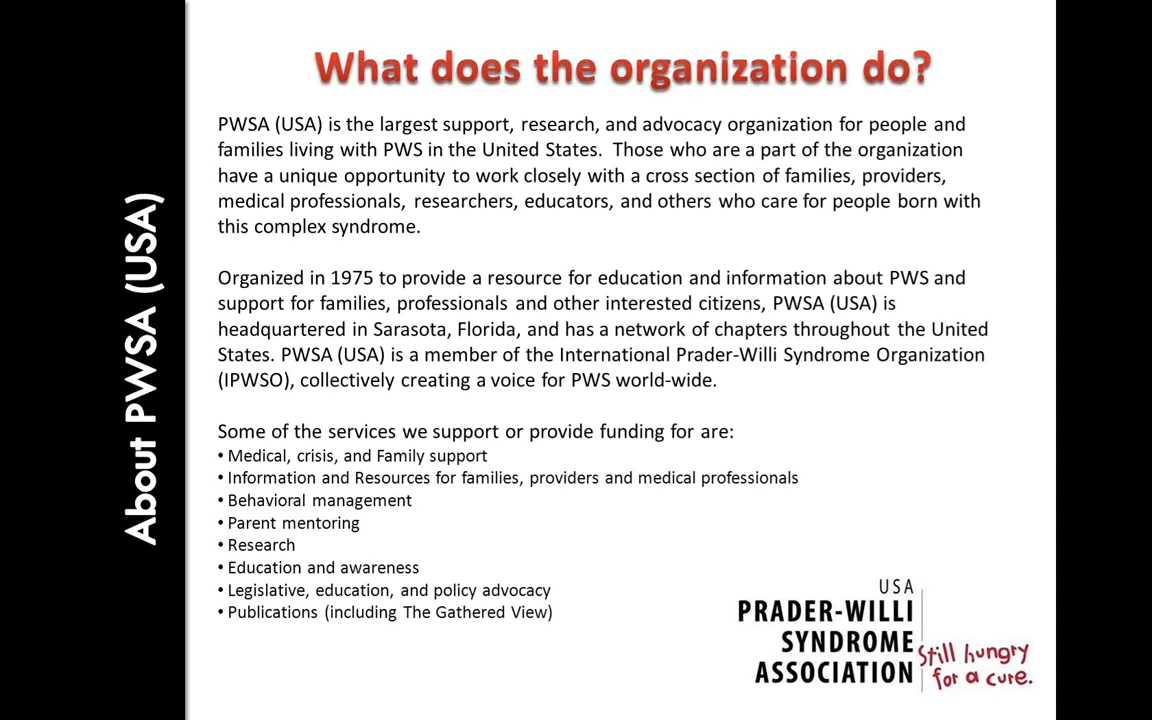 What does the organization do?
About PWSA (USA)
PWSA (USA) is the largest support, research, and advocacy organization for people and
families living with PWS in the United States.  Those who are a part of the organization
have a unique opportunity to work closely with a cross section of families, providers,
medical professionals, researchers, educators, and others who care for people born with
this complex syndrome.
Organized in 1975 to provide a resource for education and information about PWS and
support for families, professionals and other interested citizens, PWSA (USA) is
headquartered in Sarasota, Florida, and has a network of chapters throughout the United
States. PWSA (USA) is a member of the International Prader-Willi Syndrome Organization
(IPWSO), collectively creating a voice for PWS world-wide.
Some of the services we support or provide funding for are:
• Medical, crisis, and Family support
• Information and Resources for families, providers and medical professionals
• Behavioral management
• Parent mentoring
• Research
• Education and awareness
• Legislative, education, and policy advocacy
• Publications (including The Gathered View)
USA
PRADER-WILLI
SYNDROME
ASSOCIATION
Still hungry
for a cure.